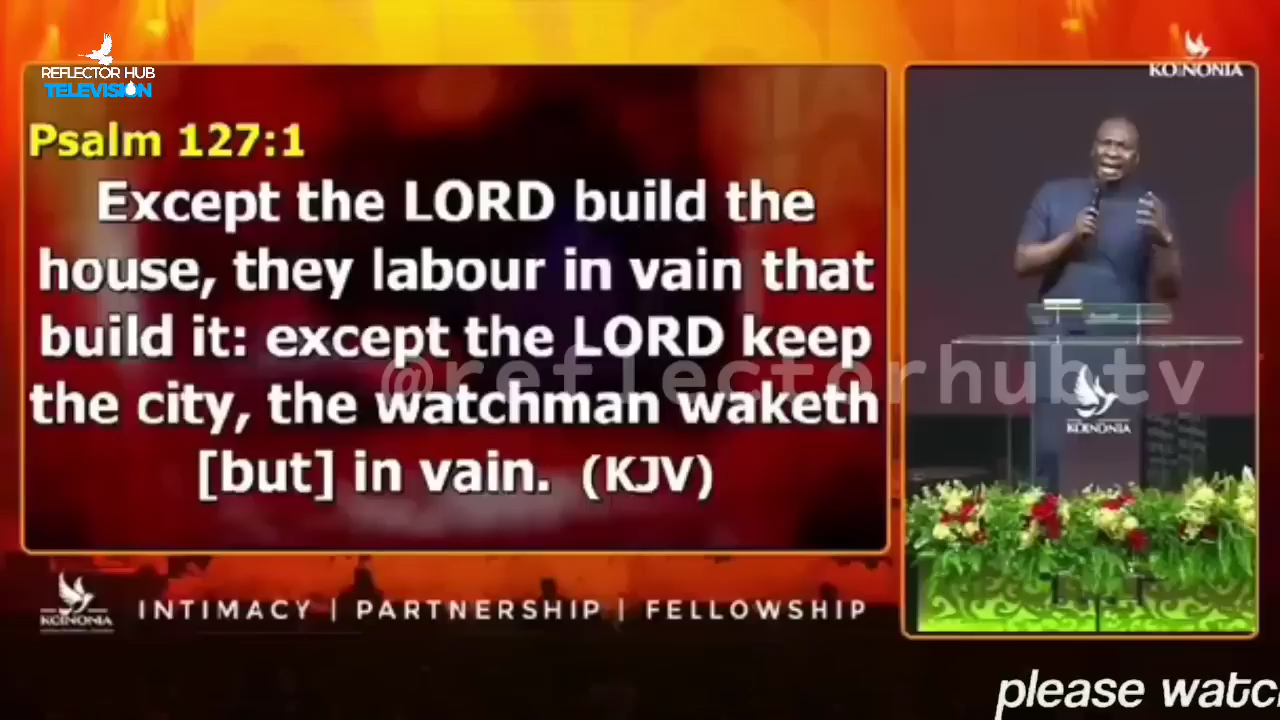 REFLECTOR HUB
TELEVISION
KOINONIA
Psalm 127:1
Except the LORD build the
house, they labour in vain that
build it: except the LORD keep
the city, the watchman waketh
[but] in vain. (KJV)
@reflectorhubtv
KOINONIA
KOINONIA
INTIMACY | PARTNERSHIP | FELLOWSHIP
please watc